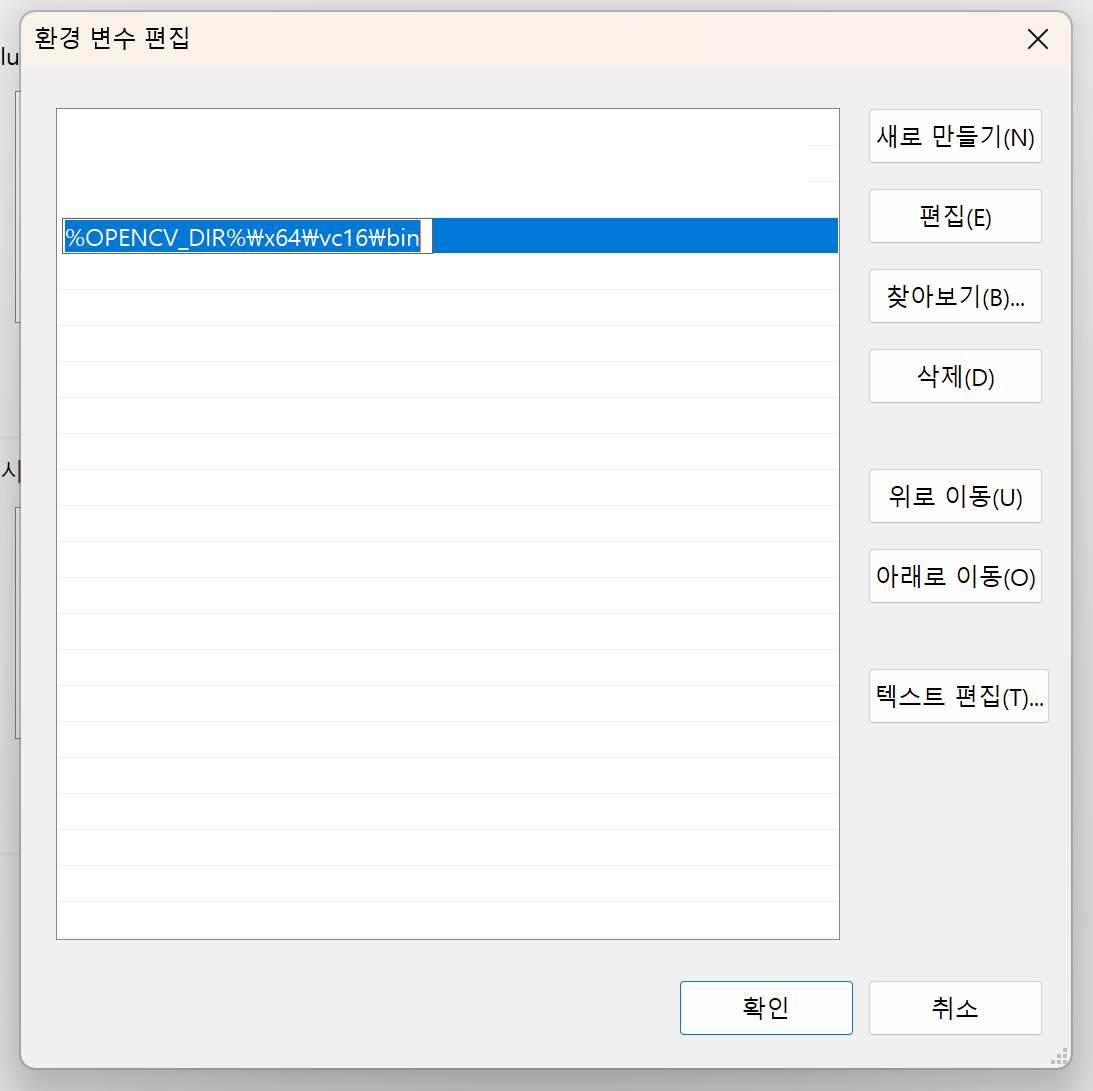 환경 변수 편집
lu
새로 만들기(N)
%OPENCV_DIR%₩x64₩vc16₩bin
편집(E)
찾아보기(B)...
삭제(D)
시
위로 이동(U)
아래로 이동(O)
텍스트 편집(T)...
확인
취소